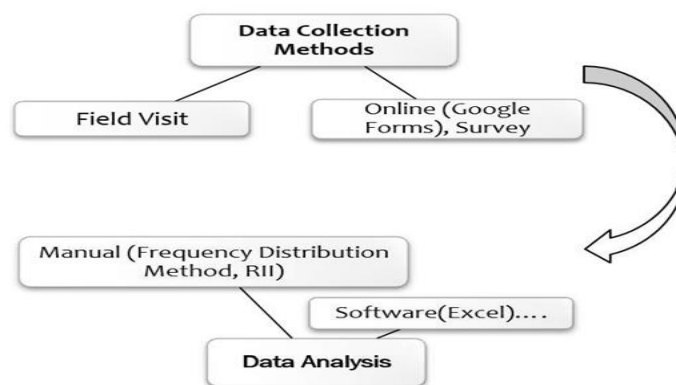 Data Collection
Methods
Field Visit
Online (Google
Forms), Survey
Manual (Frequency Distribution
Method, RII)
Software(Excel)....
Data Analysis